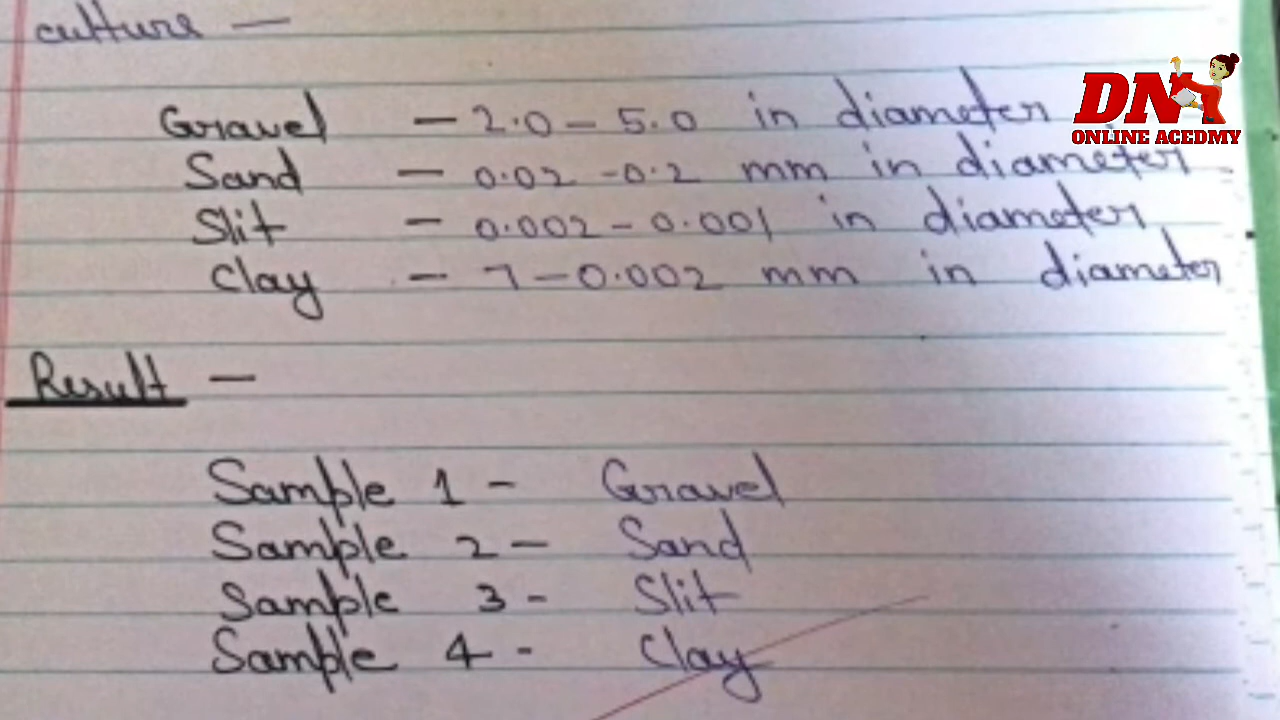 culture —
DN
ONLINE ACEDMY
Gravel — 2.0 – 5.0 in diameter
Sand — 0.02 - 0.2 mm in diameter
Slit — 0.002 – 0.001 in diameter
Clay — 7 – 0.002 mm in diameter
Result —
Sample 1 - Gravel
Sample 2 – Sand
Sample 3 - Slit
Sample 4 - Clay